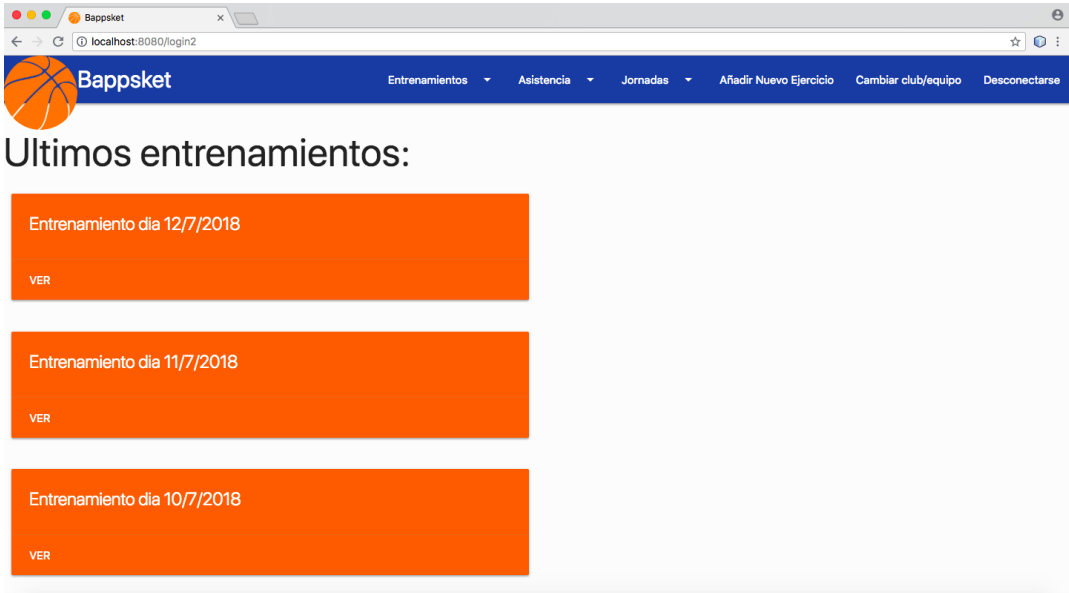 Bappsket
localhost:8080/login2
Bappsket Entrenamientos Asistencia Jornadas Añadir Nuevo Ejercicio Cambiar club/equipo Desconectarse
Ultimos entrenamientos:
Entrenamiento dia 12/7/2018
VER
Entrenamiento dia 11/7/2018
VER
Entrenamiento dia 10/7/2018
VER